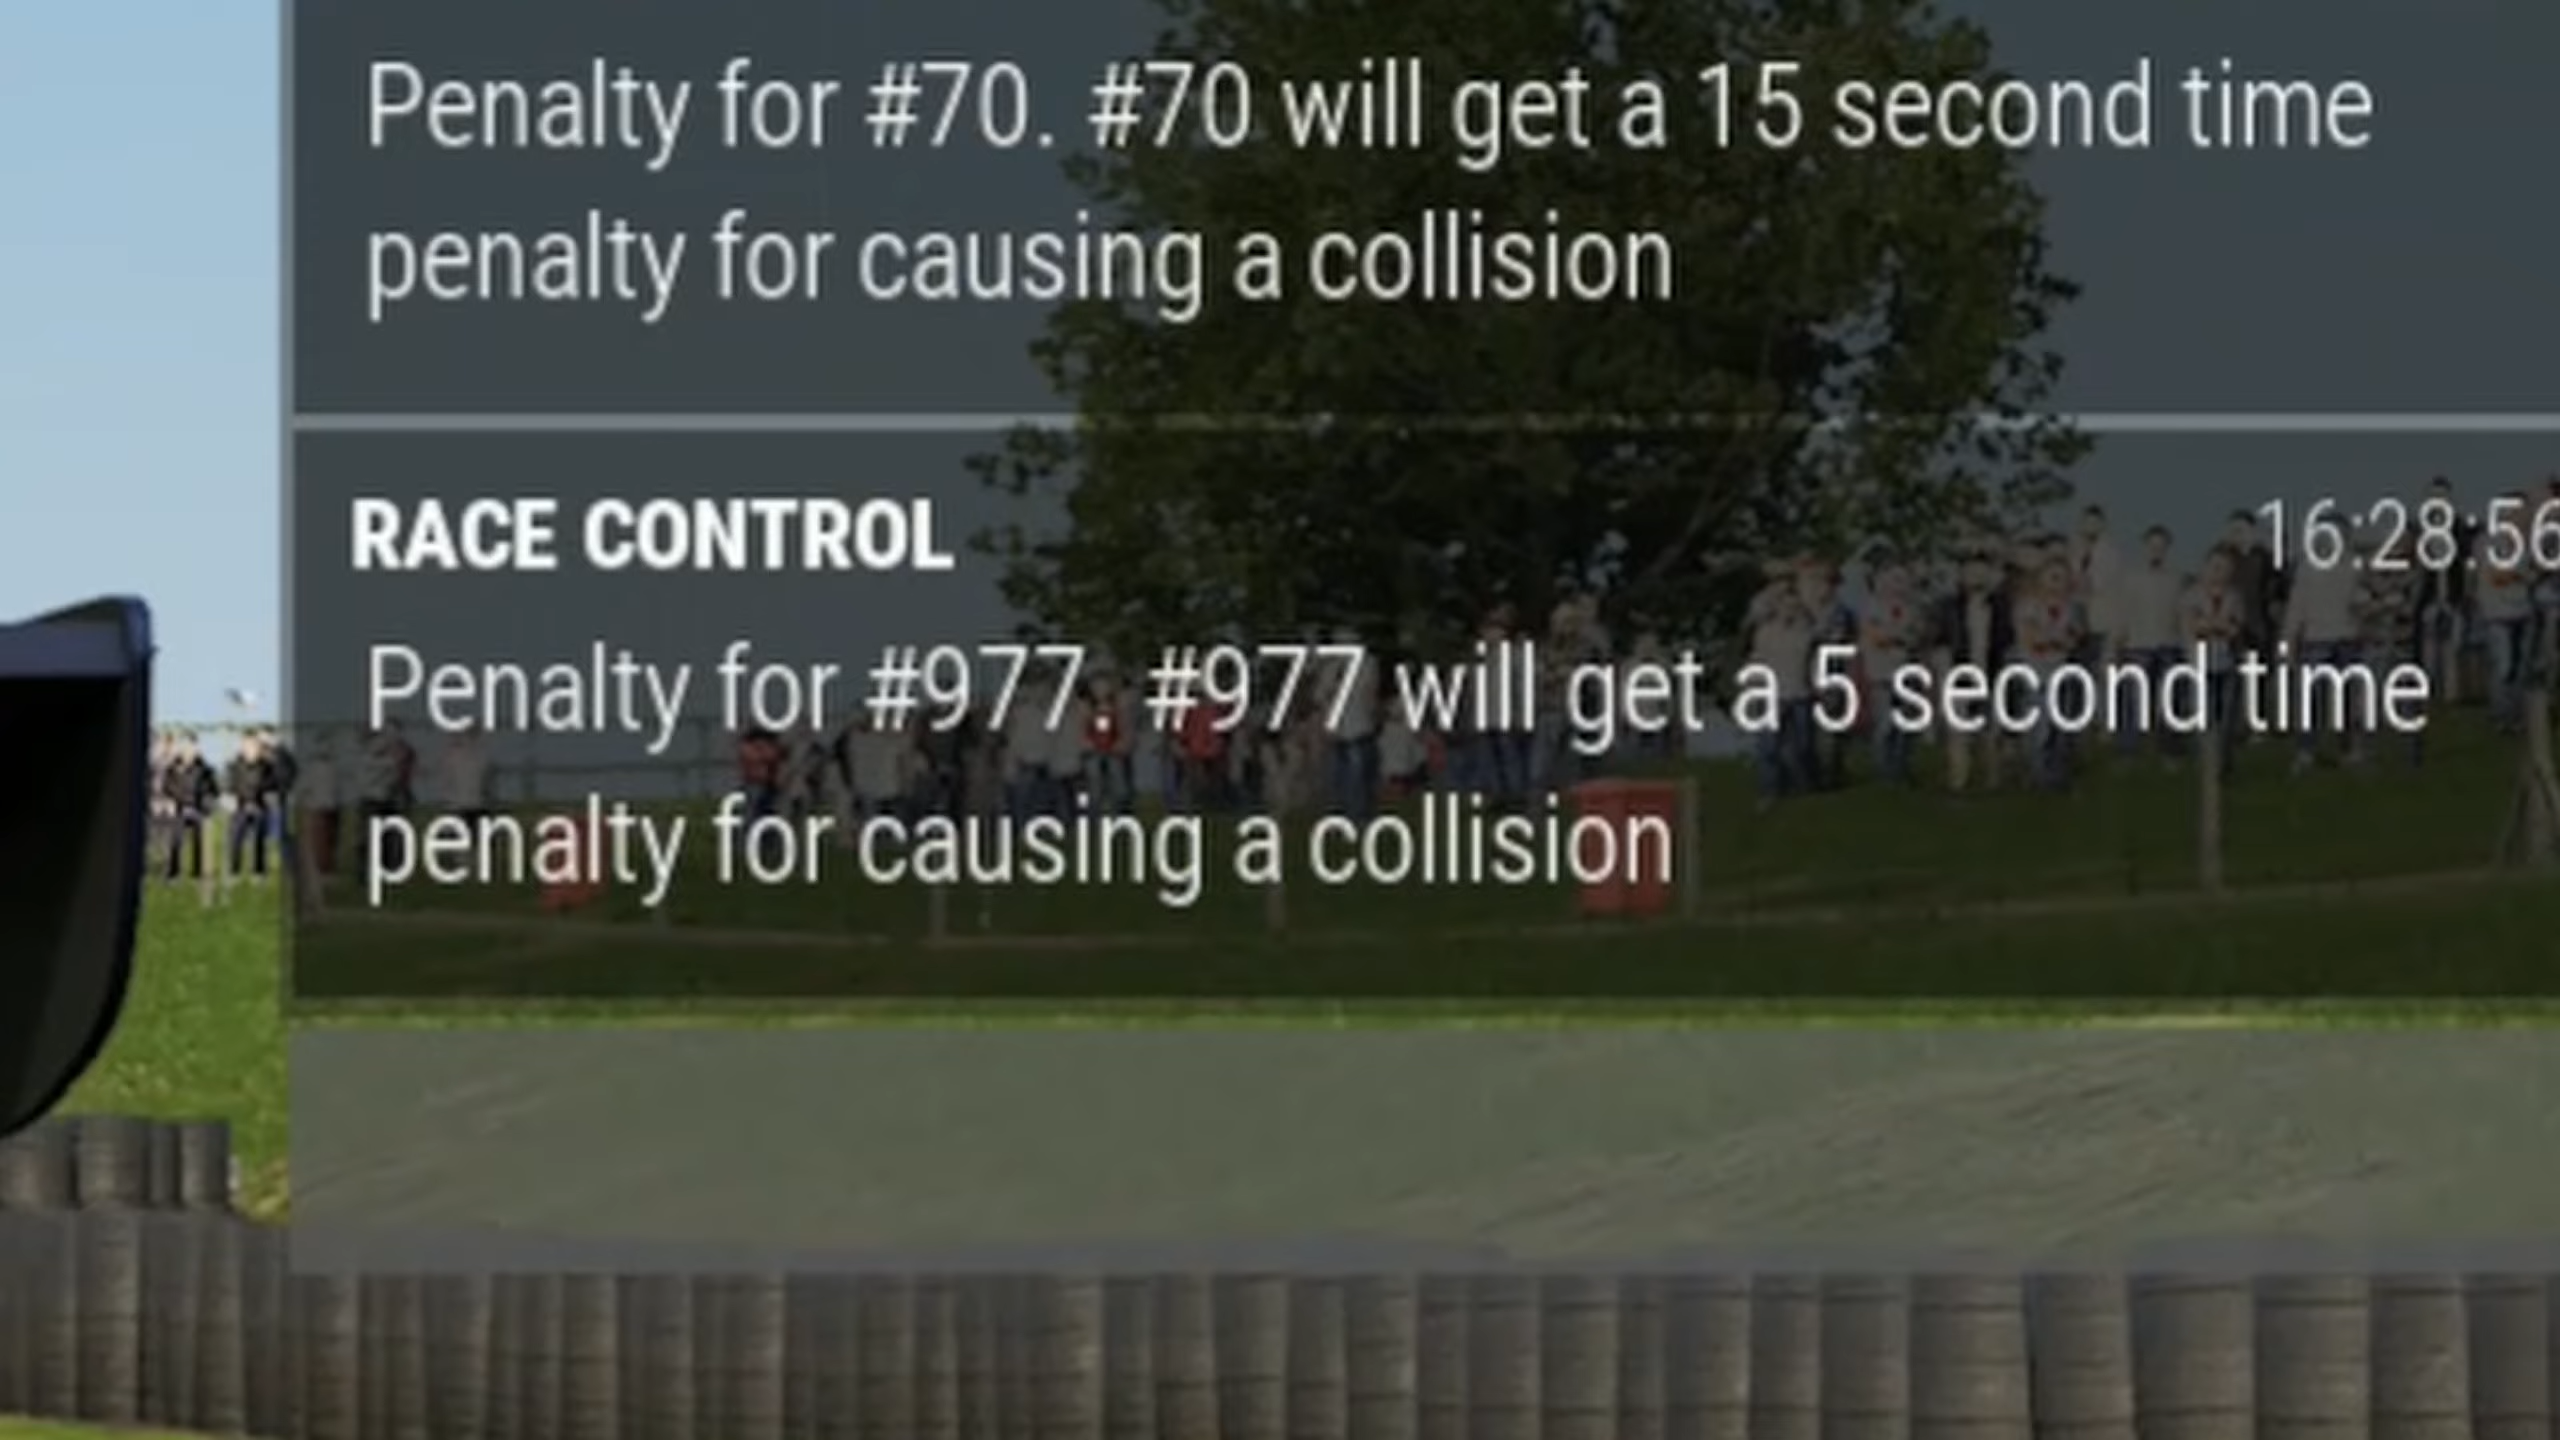 Penalty for #70. #70 will get a 15 second time
penalty for causing a collision
RACE CONTROL 16:28:56
Penalty for #977. #977 will get a 5 second time
penalty for causing a collision